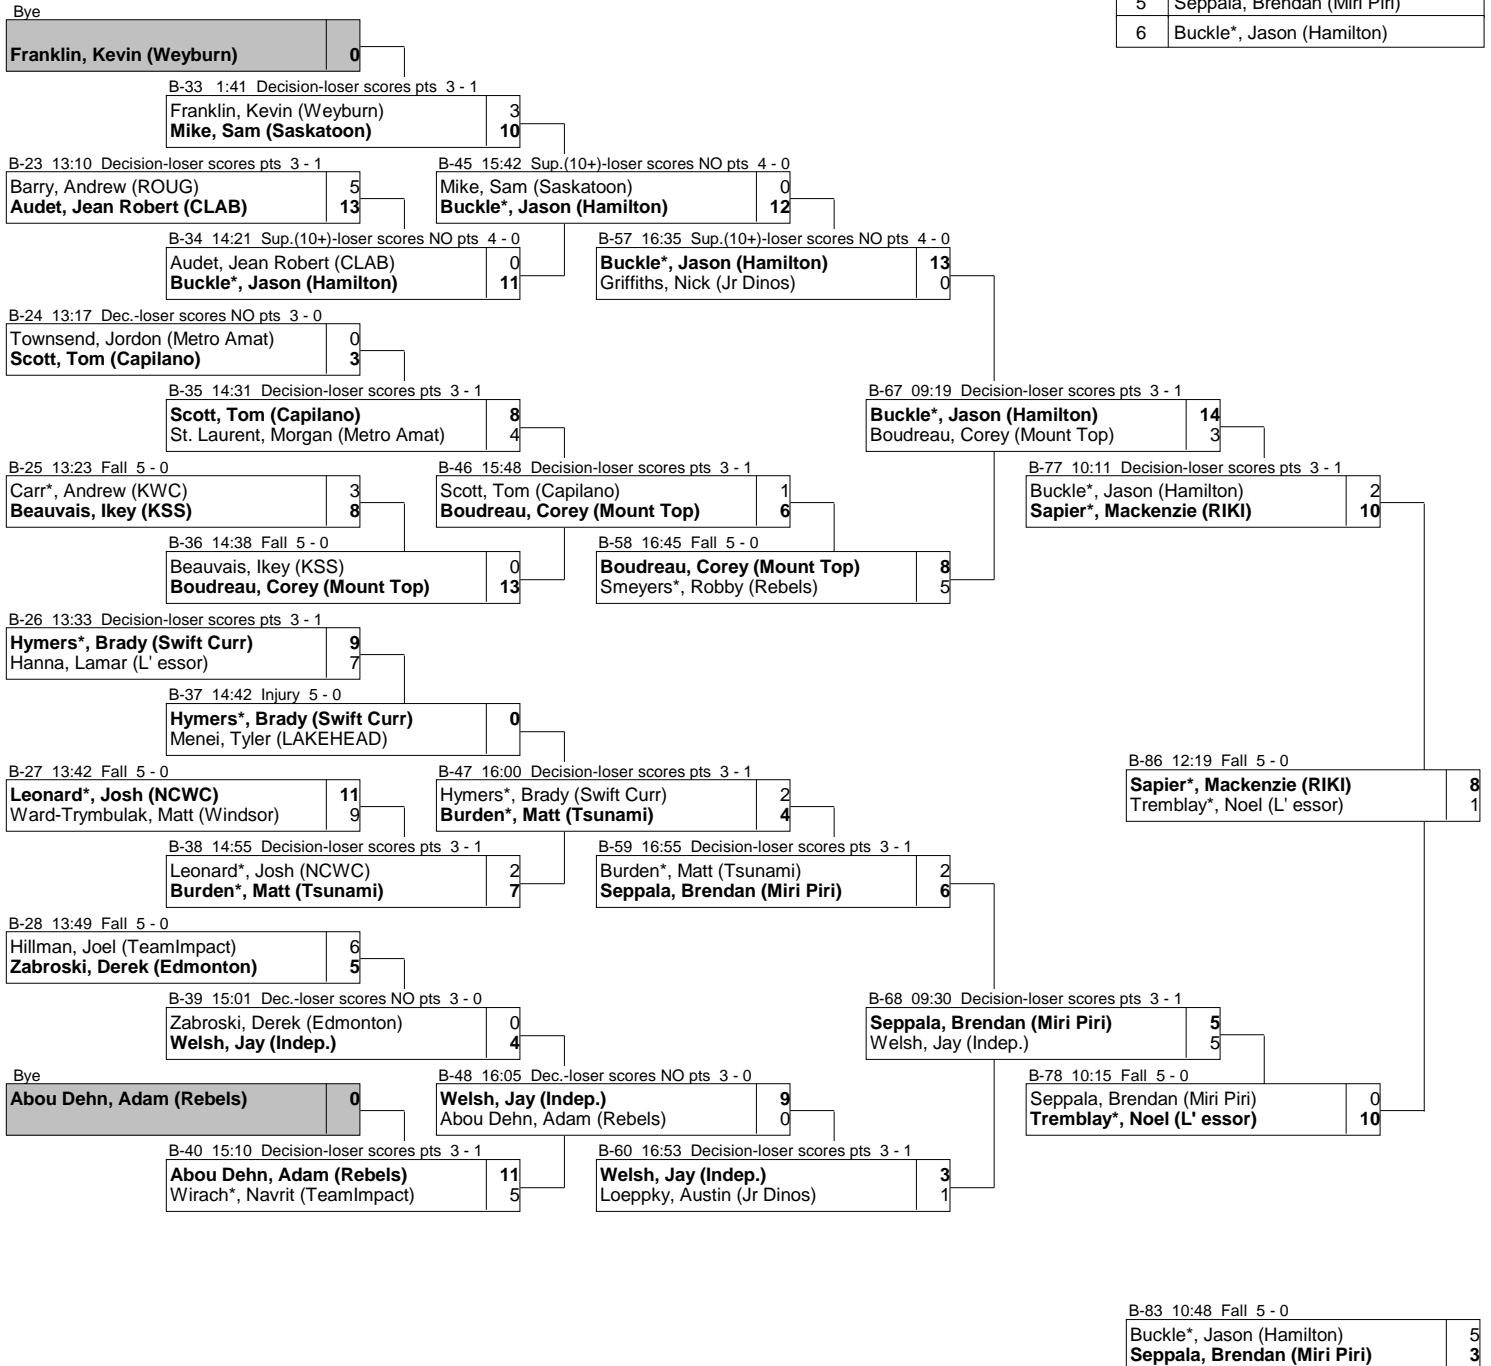 5 Seppala, Brendan (Miri Piri)
6 Buckle*, Jason (Hamilton)
Bye
Franklin, Kevin (Weyburn) 0
B-33 1:41 Decision-loser scores pts 3 - 1
Franklin, Kevin (Weyburn) 3
Mike, Sam (Saskatoon) 10
B-23 13:10 Decision-loser scores pts 3 - 1
Barry, Andrew (ROUG) 5
Audet, Jean Robert (CLAB) 13
B-45 15:42 Sup.(10+)-loser scores NO pts 4 - 0
Mike, Sam (Saskatoon) 0
Buckle*, Jason (Hamilton) 12
B-34 14:21 Sup.(10+)-loser scores NO pts 4 - 0
Audet, Jean Robert (CLAB) 0
Buckle*, Jason (Hamilton) 11
B-57 16:35 Sup.(10+)-loser scores NO pts 4 - 0
Buckle*, Jason (Hamilton) 13
Griffiths, Nick (Jr Dinos) 0
B-24 13:17 Dec.-loser scores NO pts 3 - 0
Townsend, Jordon (Metro Amat) 0
Scott, Tom (Capilano) 3
B-35 14:31 Decision-loser scores pts 3 - 1
Scott, Tom (Capilano) 8
St. Laurent, Morgan (Metro Amat) 4
B-67 09:19 Decision-loser scores pts 3 - 1
Buckle*, Jason (Hamilton) 14
Boudreau, Corey (Mount Top) 3
B-25 13:23 Fall 5 - 0
Carr*, Andrew (KWC) 3
Beauvais, Ikey (KSS) 8
B-46 15:48 Decision-loser scores pts 3 - 1
Scott, Tom (Capilano) 1
Boudreau, Corey (Mount Top) 6
B-77 10:11 Decision-loser scores pts 3 - 1
Buckle*, Jason (Hamilton) 2
Sapier*, Mackenzie (RIKI) 10
B-36 14:38 Fall 5 - 0
Beauvais, Ikey (KSS) 0
Boudreau, Corey (Mount Top) 13
B-58 16:45 Fall 5 - 0
Boudreau, Corey (Mount Top) 8
Smeyers*, Robby (Rebels) 5
B-26 13:33 Decision-loser scores pts 3 - 1
Hymers*, Brady (Swift Curr) 9
Hanna, Lamar (L' essor) 7
B-37 14:42 Injury 5 - 0
Hymers*, Brady (Swift Curr) 0
Menei, Tyler (LAKEHEAD)
B-86 12:19 Fall 5 - 0
Sapier*, Mackenzie (RIKI) 8
Tremblay*, Noel (L' essor) 1
B-27 13:42 Fall 5 - 0
Leonard*, Josh (NCWC) 11
Ward-Trymbulak, Matt (Windsor) 9
B-47 16:00 Decision-loser scores pts 3 - 1
Hymers*, Brady (Swift Curr) 2
Burden*, Matt (Tsunami) 4
B-38 14:55 Decision-loser scores pts 3 - 1
Leonard*, Josh (NCWC) 2
Burden*, Matt (Tsunami) 7
B-59 16:55 Decision-loser scores pts 3 - 1
Burden*, Matt (Tsunami) 2
Seppala, Brendan (Miri Piri) 6
B-28 13:49 Fall 5 - 0
Hillman, Joel (TeamImpact) 6
Zabroski, Derek (Edmonton) 5
B-39 15:01 Dec.-loser scores NO pts 3 - 0
Zabroski, Derek (Edmonton) 0
Welsh, Jay (Indep.) 4
B-68 09:30 Decision-loser scores pts 3 - 1
Seppala, Brendan (Miri Piri) 5
Welsh, Jay (Indep.) 5
Bye
Abou Dehn, Adam (Rebels) 0
B-48 16:05 Dec.-loser scores NO pts 3 - 0
Welsh, Jay (Indep.) 9
Abou Dehn, Adam (Rebels) 0
B-78 10:15 Fall 5 - 0
Seppala, Brendan (Miri Piri) 0
Tremblay*, Noel (L' essor) 10
B-40 15:10 Decision-loser scores pts 3 - 1
Abou Dehn, Adam (Rebels) 11
Wirach*, Navrit (TeamImpact) 5
B-60 16:53 Decision-loser scores pts 3 - 1
Welsh, Jay (Indep.) 3
Loeppky, Austin (Jr Dinos) 1
B-83 10:48 Fall 5 - 0
Buckle*, Jason (Hamilton) 5
Seppala, Brendan (Miri Piri) 3